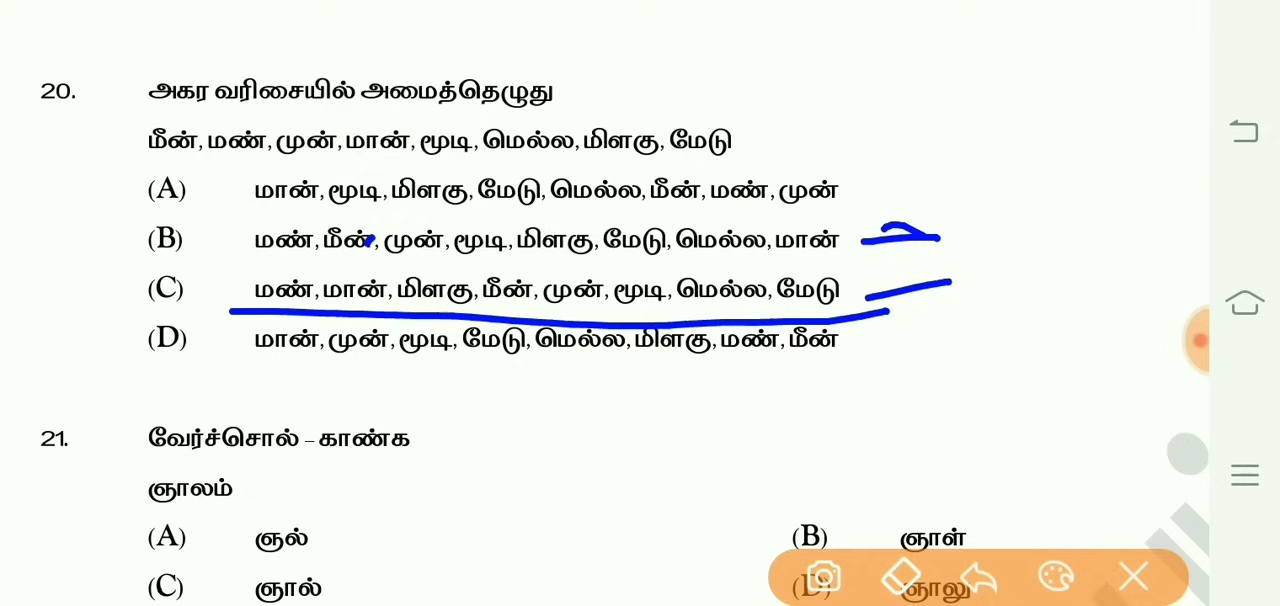 20. அகர வரிசையில் அமைத்தெழுது
மீன், மண், முன், மான், மூடி, மெல்ல, மிளகு, மேடு
(A) மான், மூடி, மிளகு, மேடு, மெல்ல, மீன், மண், முன்
(B) மண், மீன், முன், மூடி, மிளகு, மேடு, மெல்ல, மான்
(C) மண், மான், மிளகு, மீன், முன், மூடி, மெல்ல, மேடு
(D) மான், முன், மூடி, மேடு, மெல்ல, மிளகு, மண், மீன்
21. வேர்ச்சொல் – காண்க
ஞாலம்
(A) ஞல் (B) ஞாள்
(C) ஞால் (D) ஞாலு